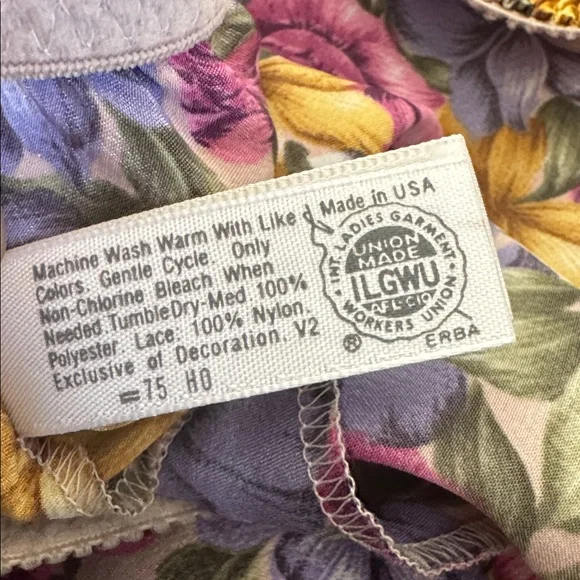 Machine Wash Warm With Like
Colors. Gentle Cycle. Only
Non-Chlorine Bleach When
Needed TumbleDry-Med 100%
Polyester. Lace. 100% Nylon.
Exclusive of Decoration. V2
=75 HO
Made in USA
INT. LADIES GARMENT
WORKERS UNION
UNION
MADE
ILGWU
AFL-CIO
®
ERBA